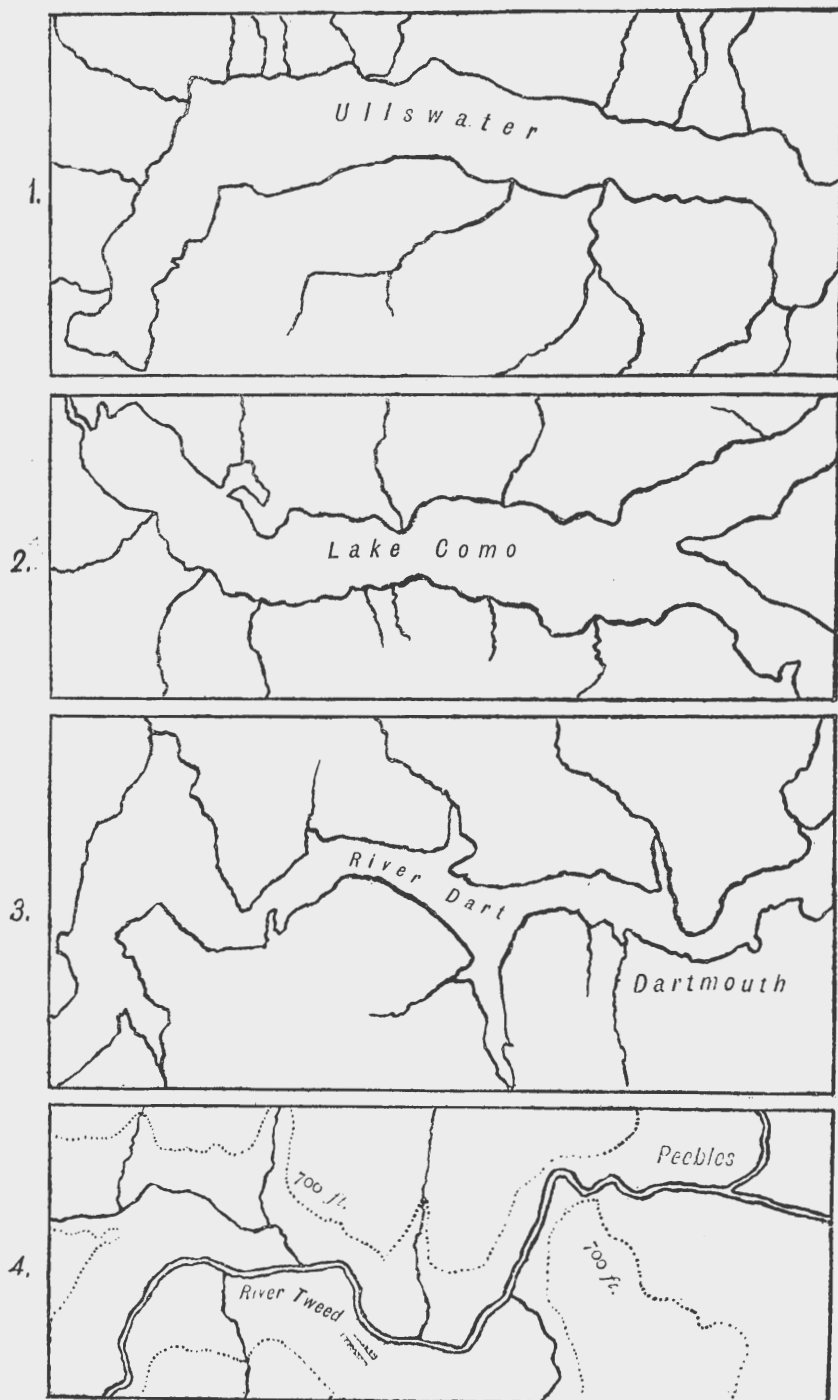 1.
Ullswater
2.
Lake Como
3.
River Dart
Dartmouth
4.
Peebles
700 ft.
700 ft.
River Tweed